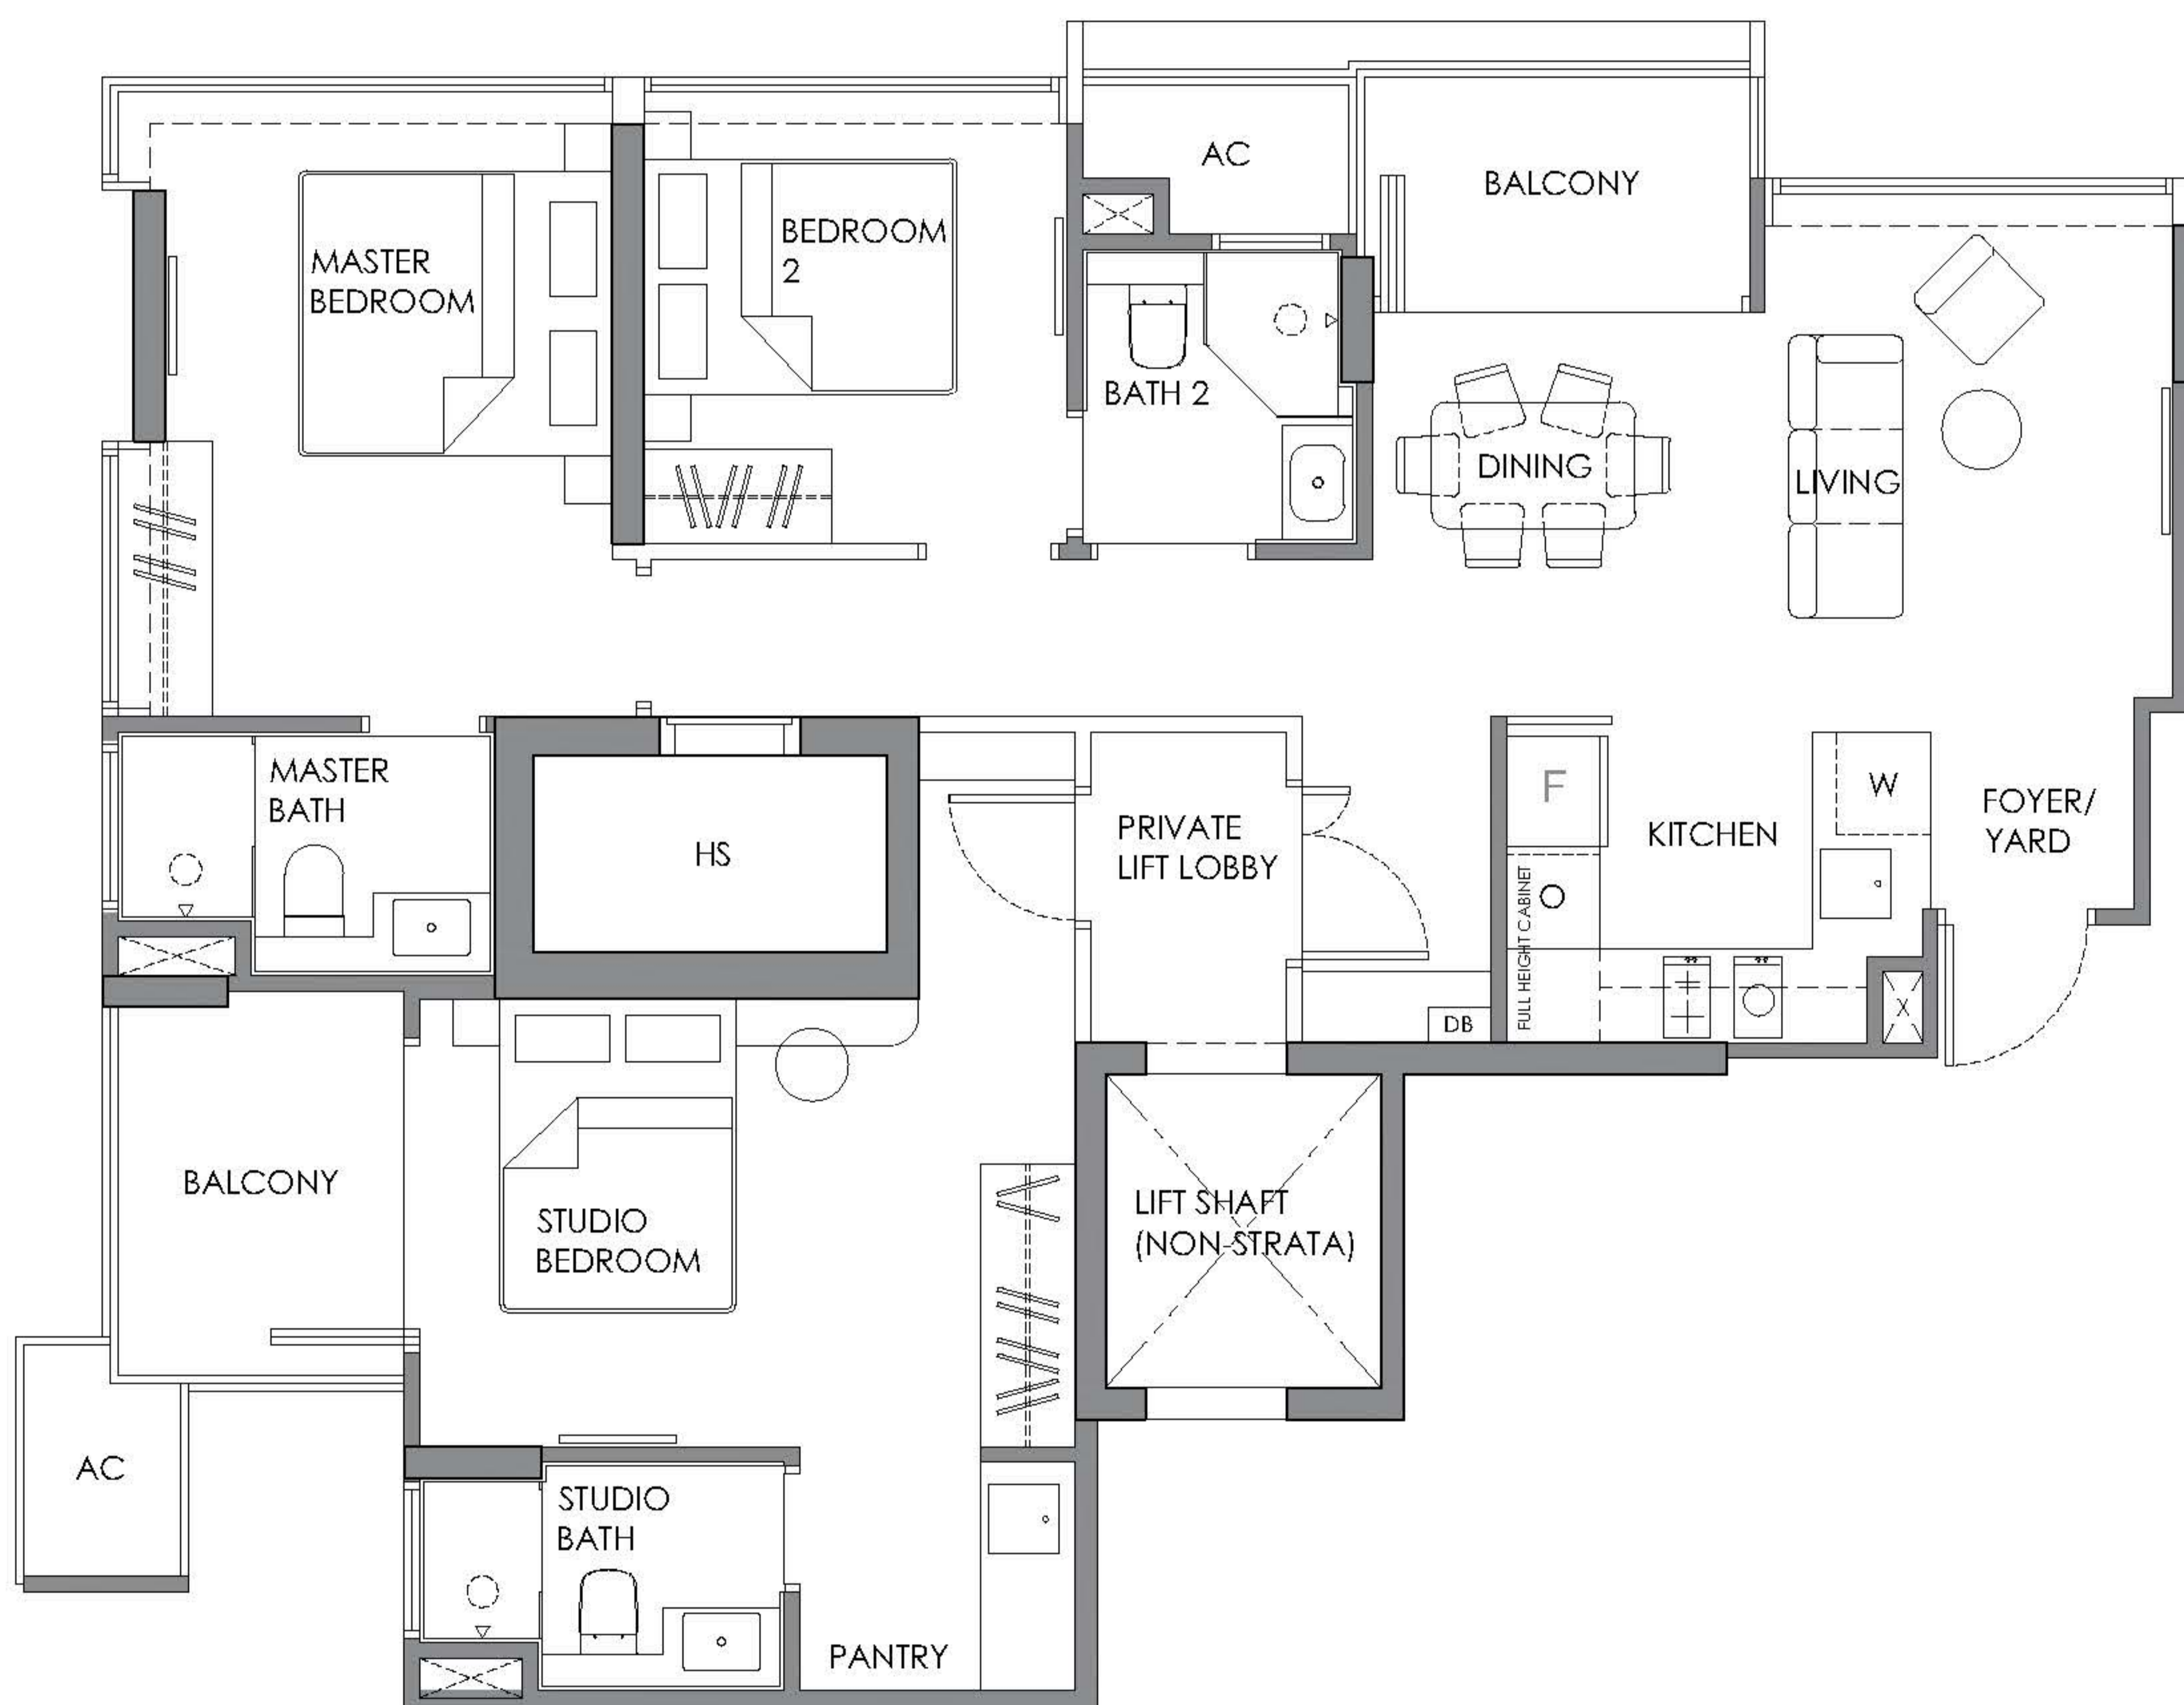 AC
BALCONY
MASTER
BEDROOM
BEDROOM
2
BATH 2
DINING
LIVING
MASTER
BATH
HS
PRIVATE
LIFT LOBBY
F
KITCHEN
W
FOYER/
YARD
O
FULL HEIGHT CABINET
DB
BALCONY
STUDIO
BEDROOM
LIFT SHAFT
(NON-STRATA)
AC
STUDIO
BATH
PANTRY